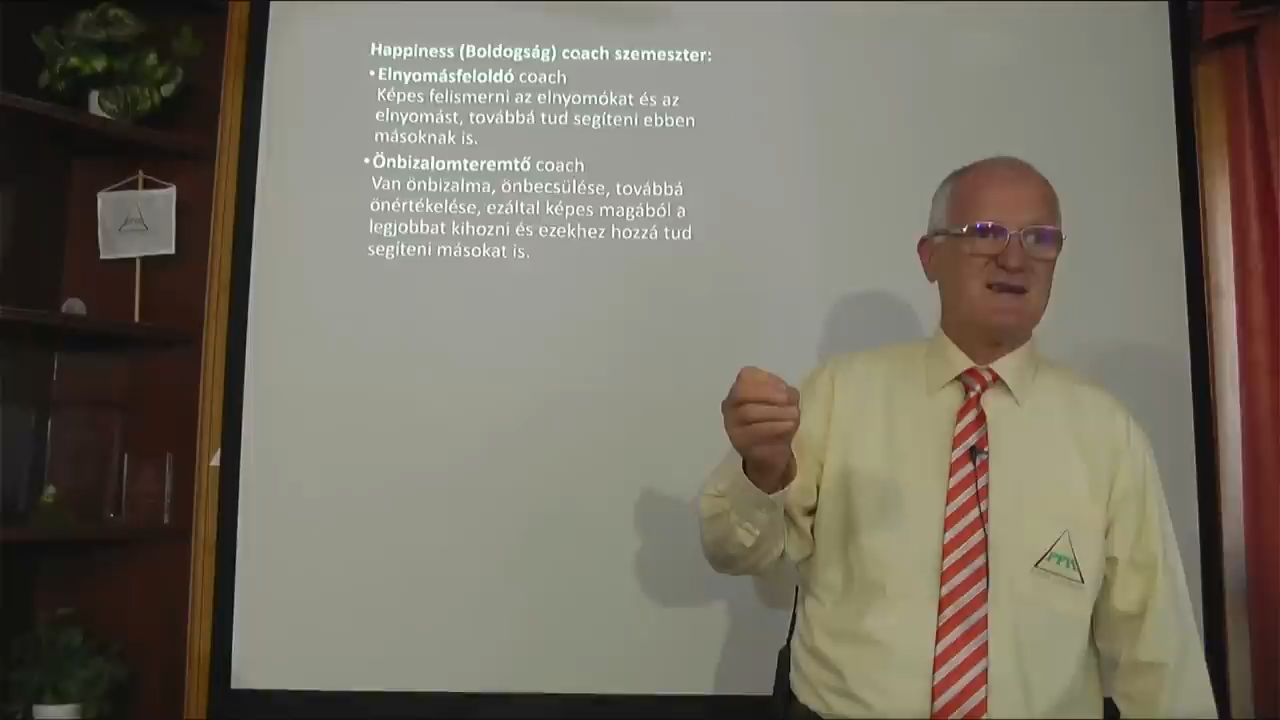 Happiness (Boldogság) coach szemeszter:
•Elnyomásfeloldó coach
Képes felismerni az elnyomókat és az
elnyomást, továbbá tud segíteni ebben
másoknak is.
•Önbizalomteremtő coach
Van önbizalma, önbecsülése, továbbá
önértékelése, ezáltal képes magából a
legjobbat kihozni és ezekhez hozzá tud
segíteni másokat is.